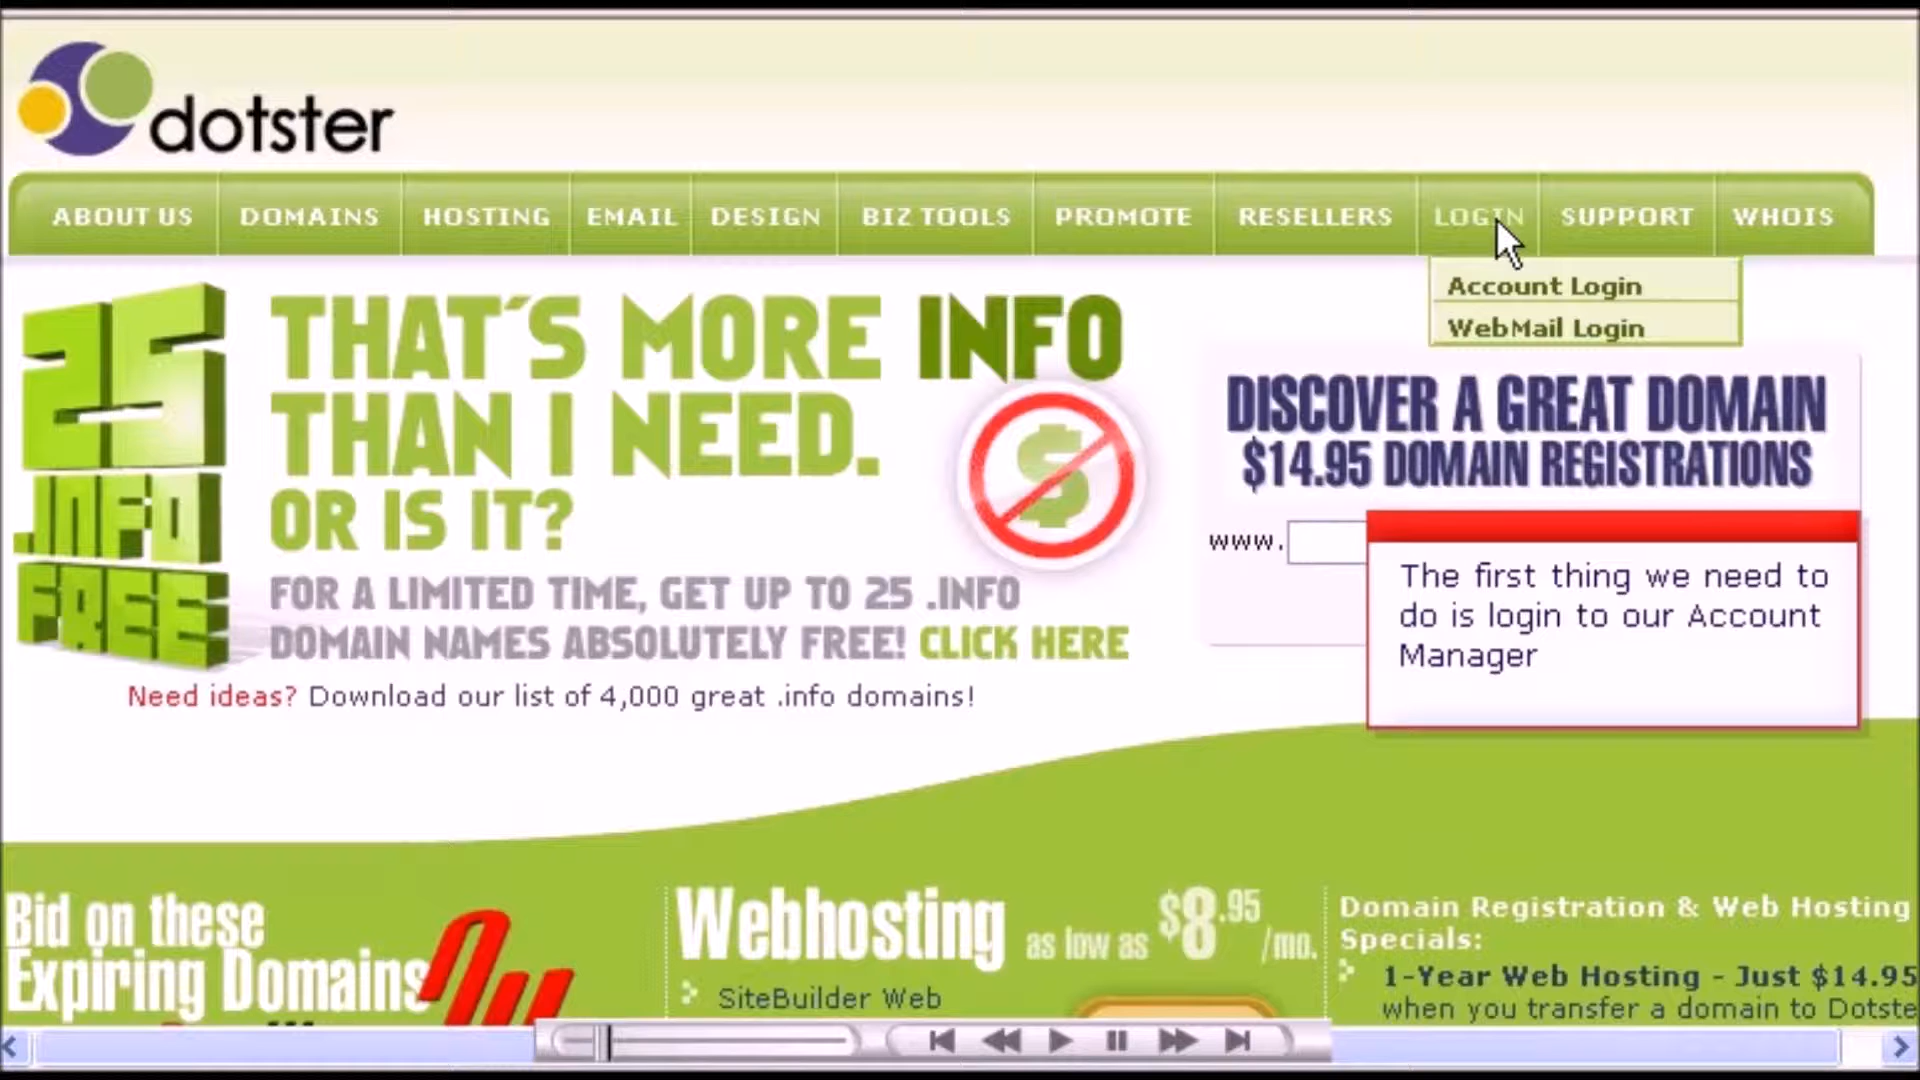 dotster
ABOUT US
DOMAINS
HOSTING
EMAIL
DESIGN
BIZ TOOLS
PROMOTE
RESELLERS
LOGIN
SUPPORT
WHOIS
Account Login
WebMail Login
25
.INFO
FREE
THAT'S MORE INFO
THAN I NEED.
OR IS IT?
$
FOR A LIMITED TIME, GET UP TO 25 .INFO
DOMAIN NAMES ABSOLUTELY FREE! CLICK HERE
Need ideas? Download our list of 4,000 great .info domains!
DISCOVER A GREAT DOMAIN
$14.95 DOMAIN REGISTRATIONS
www.
The first thing we need to
do is login to our Account
Manager
Bid on these
Expiring Domains
Webhosting as low as $8.95 /mo.
SiteBuilder Web
Domain Registration & Web Hosting
Specials:
1-Year Web Hosting - Just $14.95
when you transfer a domain to Dotste